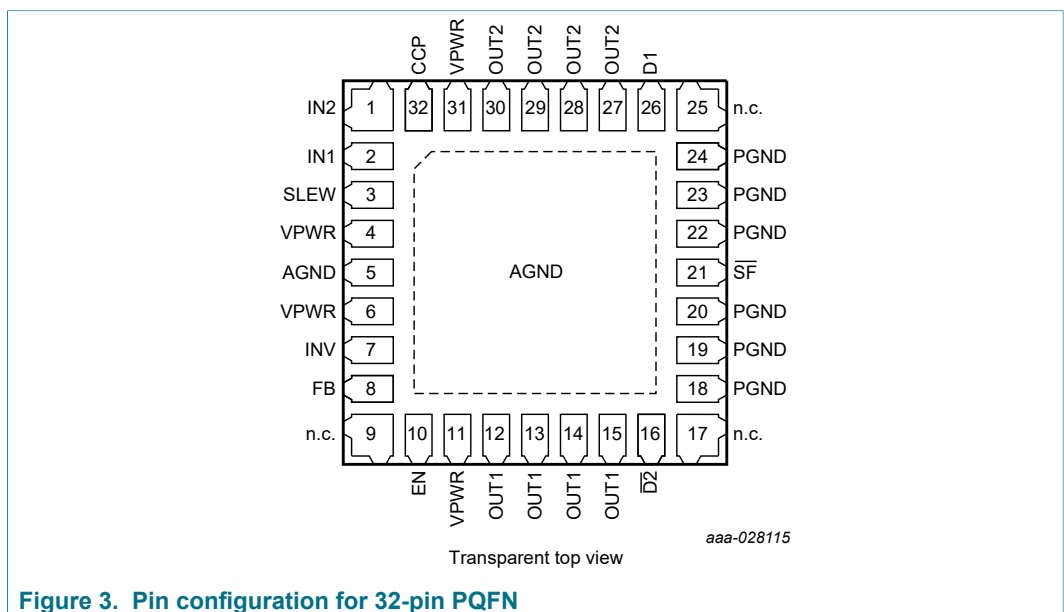 CCP
VPWR
OUT2
OUT2
OUT2
OUT2
D1
IN2 1 32 31 30 29 28 27 26 25 n.c.
IN1 2 24 PGND
SLEW 3 23 PGND
VPWR 4 22 PGND
AGND 5 AGND 21 S̅F̅
VPWR 6 20 PGND
INV 7 19 PGND
FB 8 18 PGND
n.c. 9 10 11 12 13 14 15 16 17 n.c.
EN
VPWR
OUT1
OUT1
OUT1
OUT1
D̅2
aaa-028115
Transparent top view
Figure 3. Pin configuration for 32-pin PQFN